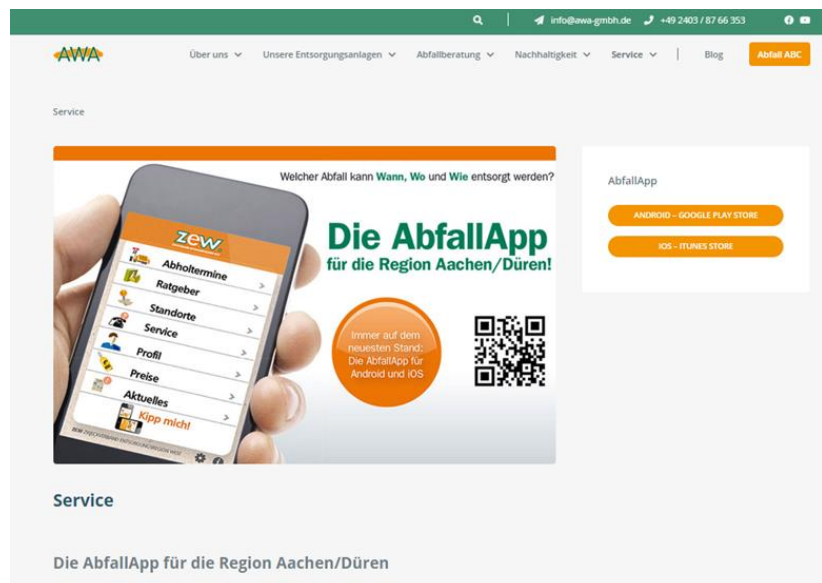 info@awa-gmbh.de +49 2403 / 87 66 353
AWA Über uns Unsere Entsorgungsanlagen Abfallberatung Nachhaltigkeit Service Blog Abfall ABC
Service
Welcher Abfall kann Wann, Wo und Wie entsorgt werden?
Die AbfallApp
für die Region Aachen/Düren!
zew
Abholtermine
Ratgeber
Standorte
Service
Profil
Preise
Aktuelles
Kipp mich!
Immer auf dem
neuesten Stand:
Die AbfallApp für
Android und iOS
AbfallApp
ANDROID – GOOGLE PLAY STORE
IOS – ITUNES STORE
Service
Die AbfallApp für die Region Aachen/Düren